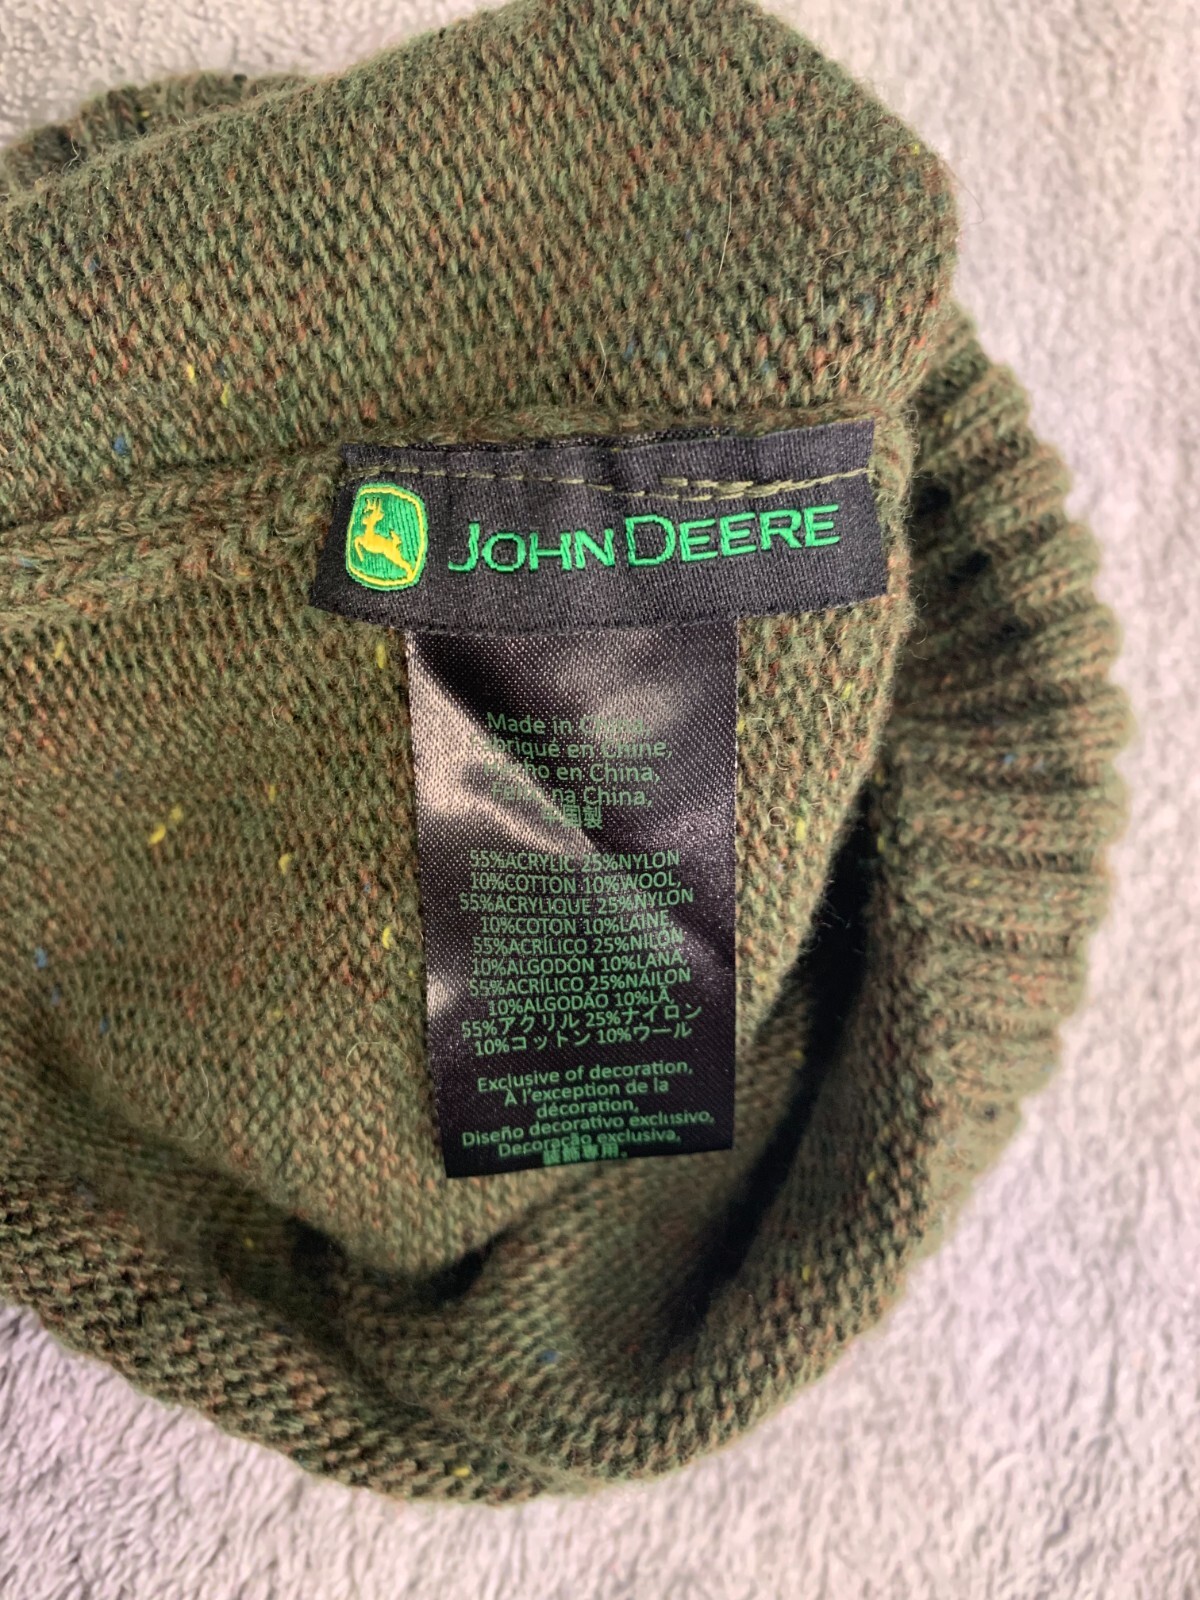 JOHN DEERE
Made in China,
Fabriqué en Chine,
Hecho en China,
na China,
中国製
55%ACRYLIC 25%NYLON
10%COTTON 10%WOOL,
55%ACRYLIQUE 25%NYLON
10%COTON 10%LAINE,
55%ACRÍLICO 25%NILÓN
10%ALGODÓN 10%LANA,
55%ACRÍLICO 25%NÁILON
10%ALGODÃO 10%LÃ,
55%アクリル 25%ナイロン
10%コットン 10%ウール
Exclusive of decoration,
À l'exception de la
décoration,
Diseño decorativo exclusivo,
Decoração exclusiva,
装飾専用。